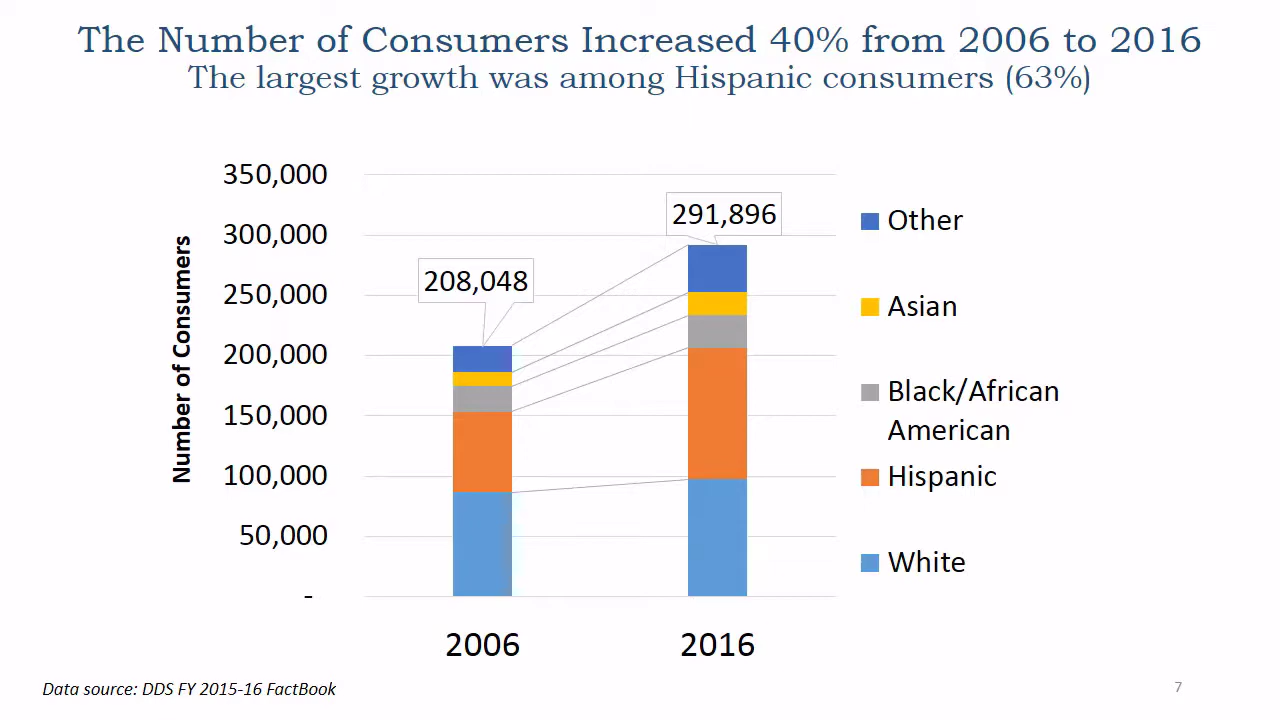 The Number of Consumers Increased 40% from 2006 to 2016
The largest growth was among Hispanic consumers (63%)
350,000
300,000
250,000
200,000
150,000
100,000
50,000
-
Number of Consumers
208,048
291,896
2006
2016
Other
Asian
Black/African
American
Hispanic
White
Data source: DDS FY 2015-16 FactBook
7